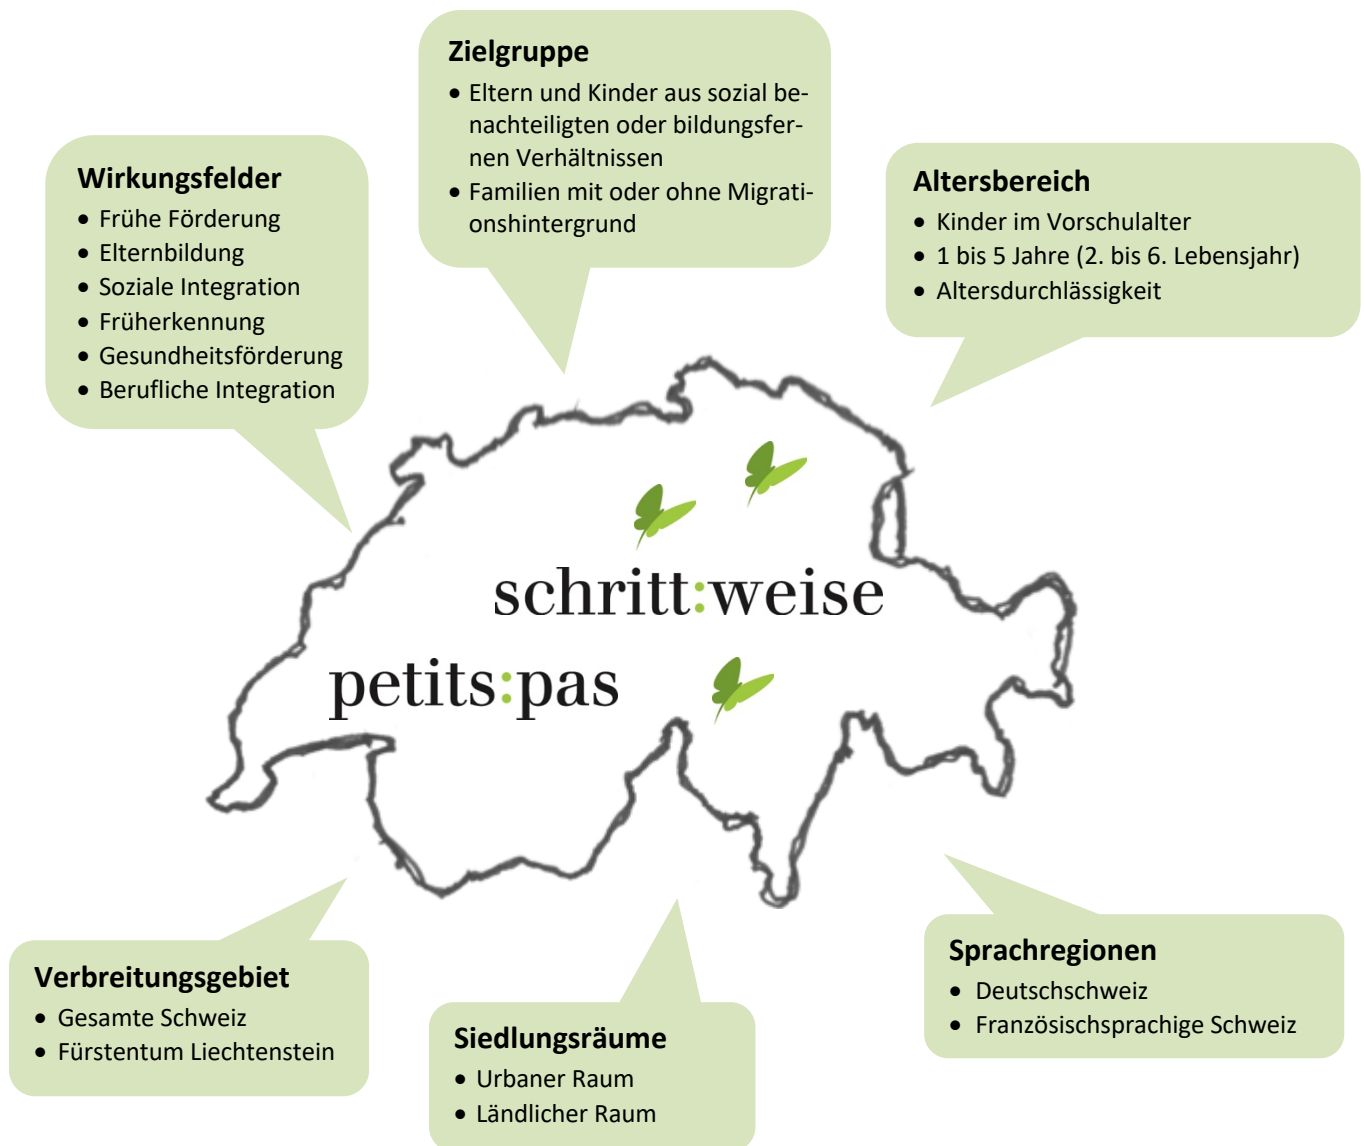 Zielgruppe
• Eltern und Kinder aus sozial be-
nachteiligten oder bildungsfer-
nen Verhältnissen
• Familien mit oder ohne Migrati-
onshintergrund
Wirkungsfelder
• Frühe Förderung
• Elternbildung
• Soziale Integration
• Früherkennung
• Gesundheitsförderung
• Berufliche Integration
Altersbereich
• Kinder im Vorschulalter
• 1 bis 5 Jahre (2. bis 6. Lebensjahr)
• Altersdurchlässigkeit
schritt:weise
petits:pas
Verbreitungsgebiet
• Gesamte Schweiz
• Fürstentum Liechtenstein
Siedlungsräume
• Urbaner Raum
• Ländlicher Raum
Sprachregionen
• Deutschschweiz
• Französischsprachige Schweiz